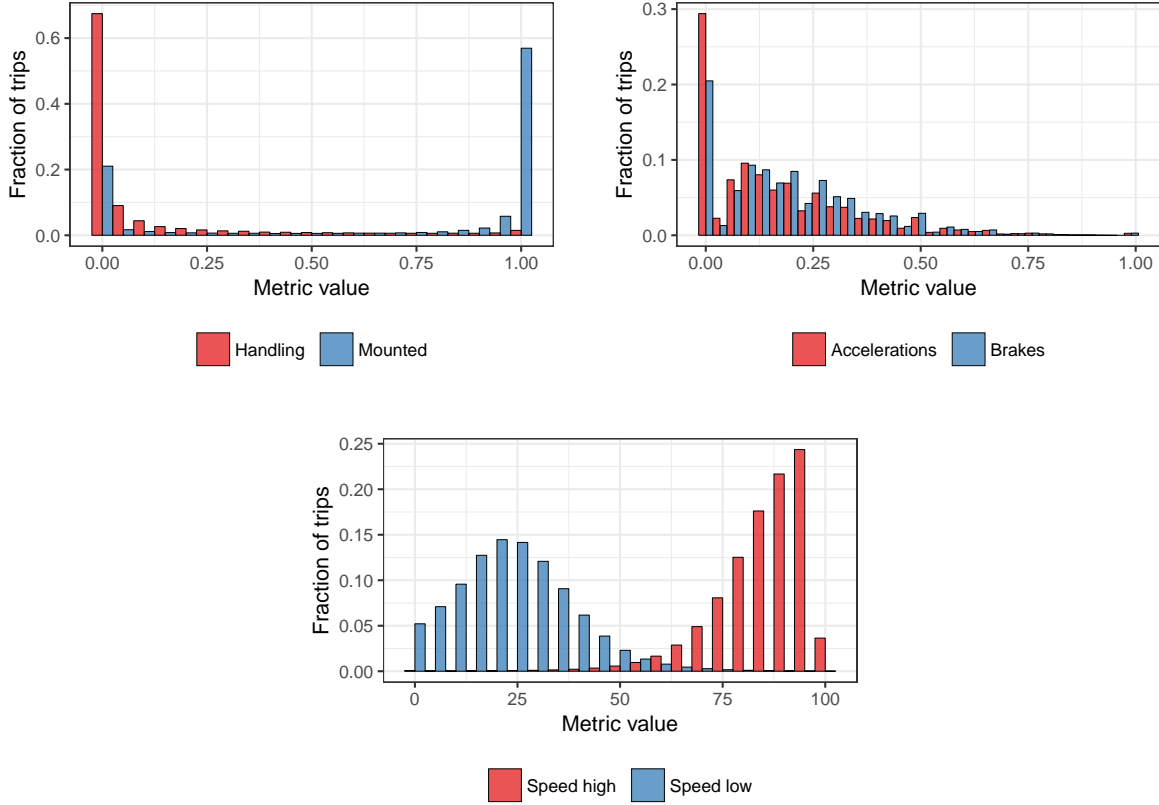 Fraction of trips
0.6
0.4
0.2
0.0
0.00 0.25 0.50 0.75 1.00
Metric value
Handling Mounted
Fraction of trips
0.3
0.2
0.1
0.0
0.00 0.25 0.50 0.75 1.00
Metric value
Accelerations Brakes
Fraction of trips
0.25
0.20
0.15
0.10
0.05
0.00
0 25 50 75 100
Metric value
Speed high Speed low